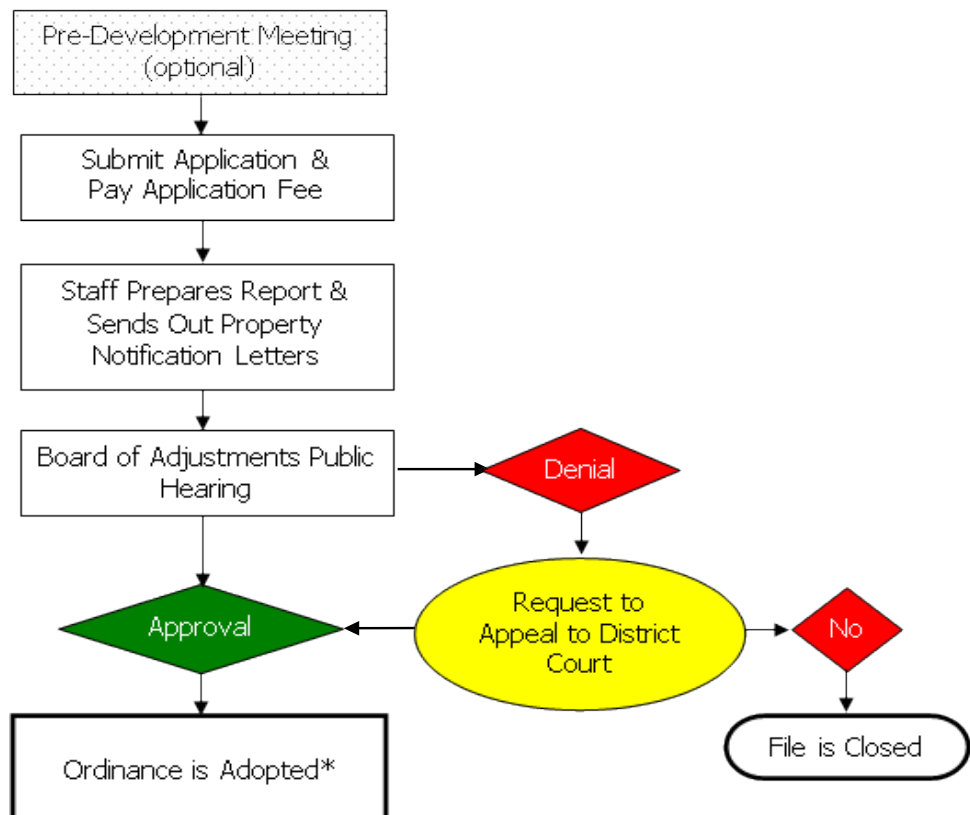 Pre-Development Meeting
(optional)
Submit Application &
Pay Application Fee
Staff Prepares Report &
Sends Out Property
Notification Letters
Board of Adjustments Public
Hearing
Denial
Approval
Request to
Appeal to District
Court
No
Ordinance is Adopted*
File is Closed